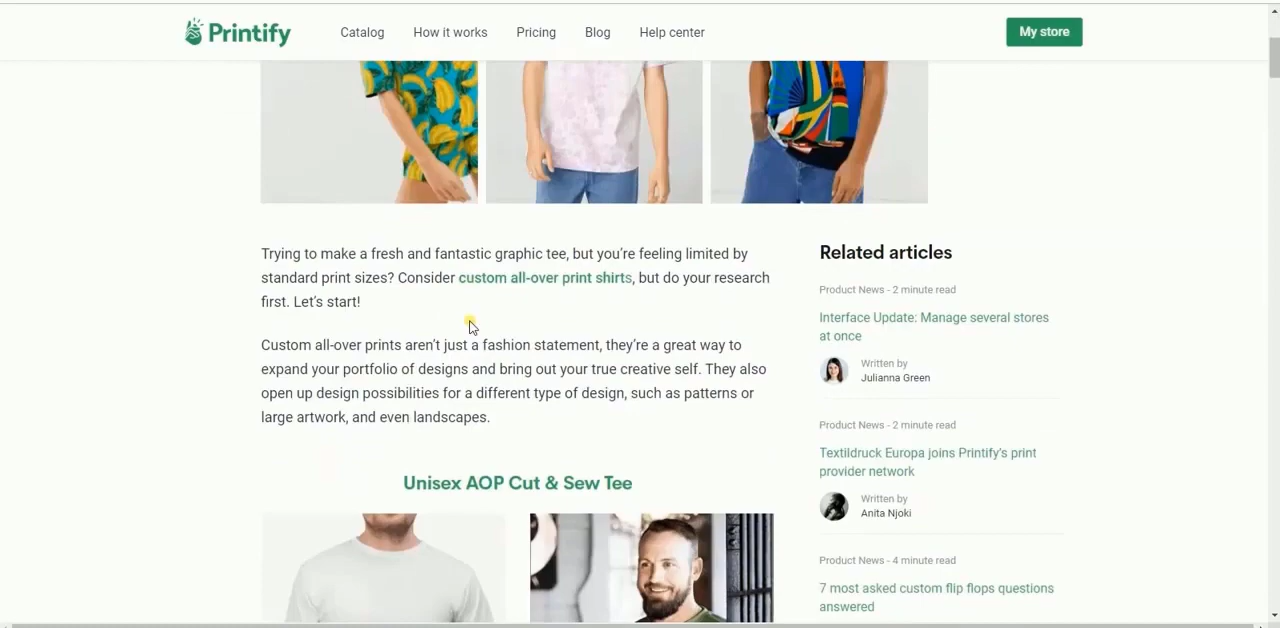 Printify
Catalog
How it works
Pricing
Blog
Help center
My store
Trying to make a fresh and fantastic graphic tee, but you're feeling limited by
standard print sizes? Consider custom all-over print shirts, but do your research
first. Let's start!
Custom all-over prints aren't just a fashion statement, they're a great way to
expand your portfolio of designs and bring out your true creative self. They also
open up design possibilities for a different type of design, such as patterns or
large artwork, and even landscapes.
Unisex AOP Cut & Sew Tee
Related articles
Product News - 2 minute read
Interface Update: Manage several stores
at once
Written by
Julianna Green
Product News - 2 minute read
Textildruck Europa joins Printify's print
provider network
Written by
Anita Njoki
Product News - 4 minute read
7 most asked custom flip flops questions
answered